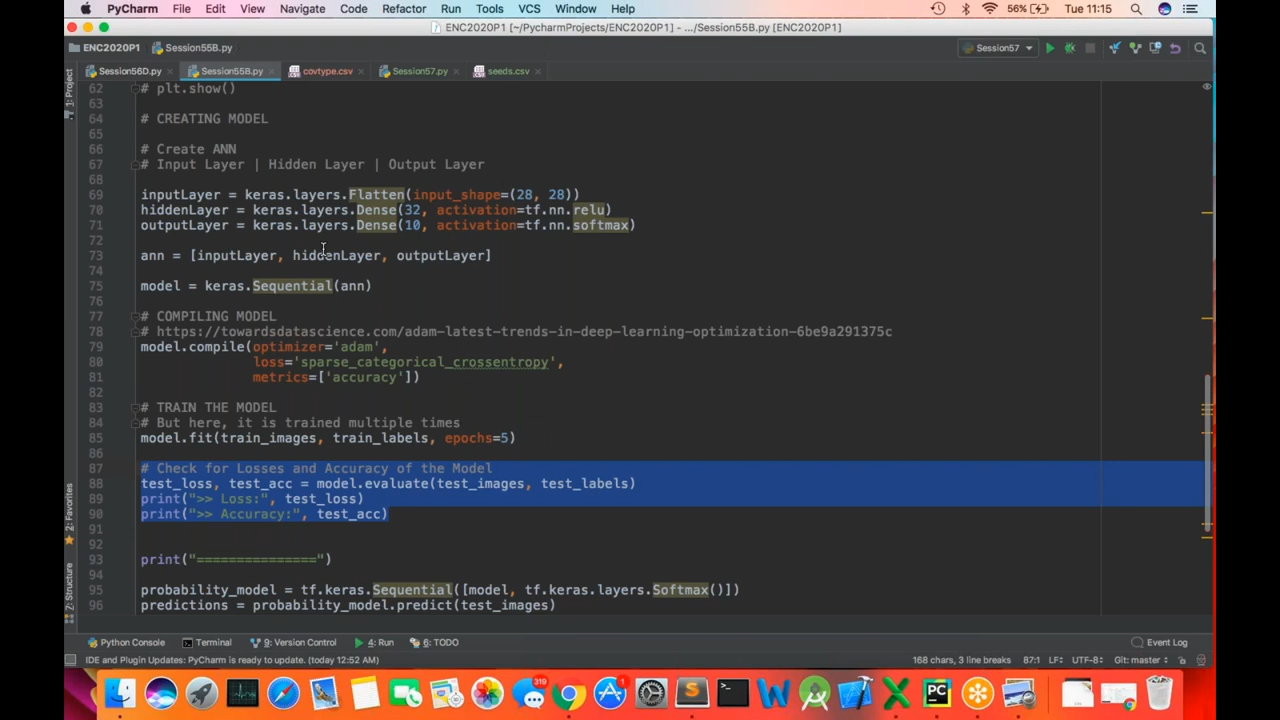 PyCharm File Edit View Navigate Code Refactor Run Tools VCS Window Help 56% Tue 11:15
ENC2020P1 [~/PycharmProjects/ENC2020P1] - .../Session55B.py [ENC2020P1]
ENC2020P1 Session55B.py Session57
Session56D.py Session55B.py covtype.csv Session57.py seeds.csv
1: Project
62 # plt.show()
63
64 # CREATING MODEL
65
66 # Create ANN
67 # Input Layer | Hidden Layer | Output Layer
68
69 inputLayer = keras.layers.Flatten(input_shape=(28, 28))
70 hiddenLayer = keras.layers.Dense(32, activation=tf.nn.relu)
71 outputLayer = keras.layers.Dense(10, activation=tf.nn.softmax)
72
73 ann = [inputLayer, hiddenLayer, outputLayer]
74
75 model = keras.Sequential(ann)
76
77 # COMPILING MODEL
78 # https://towardsdatascience.com/adam-latest-trends-in-deep-learning-optimization-6be9a291375c
79 model.compile(optimizer='adam',
80 loss='sparse_categorical_crossentropy',
81 metrics=['accuracy'])
82
83 # TRAIN THE MODEL
84 # But here, it is trained multiple times
85 model.fit(train_images, train_labels, epochs=5)
86
87 # Check for Losses and Accuracy of the Model
88 test_loss, test_acc = model.evaluate(test_images, test_labels)
89 print(">> Loss:", test_loss)
90 print(">> Accuracy:", test_acc)
91
92
93 print("===============")
94
95 probability_model = tf.keras.Sequential([model, tf.keras.layers.Softmax()])
96 predictions = probability_model.predict(test_images)
2: Favorites
7: Structure
Python Console Terminal 9: Version Control 4: Run 6: TODO Event Log
IDE and Plugin Updates: PyCharm is ready to update. (today 12:52 AM) 168 chars, 3 line breaks 87:1 LF UTF-8 Git: master
319
1
PC